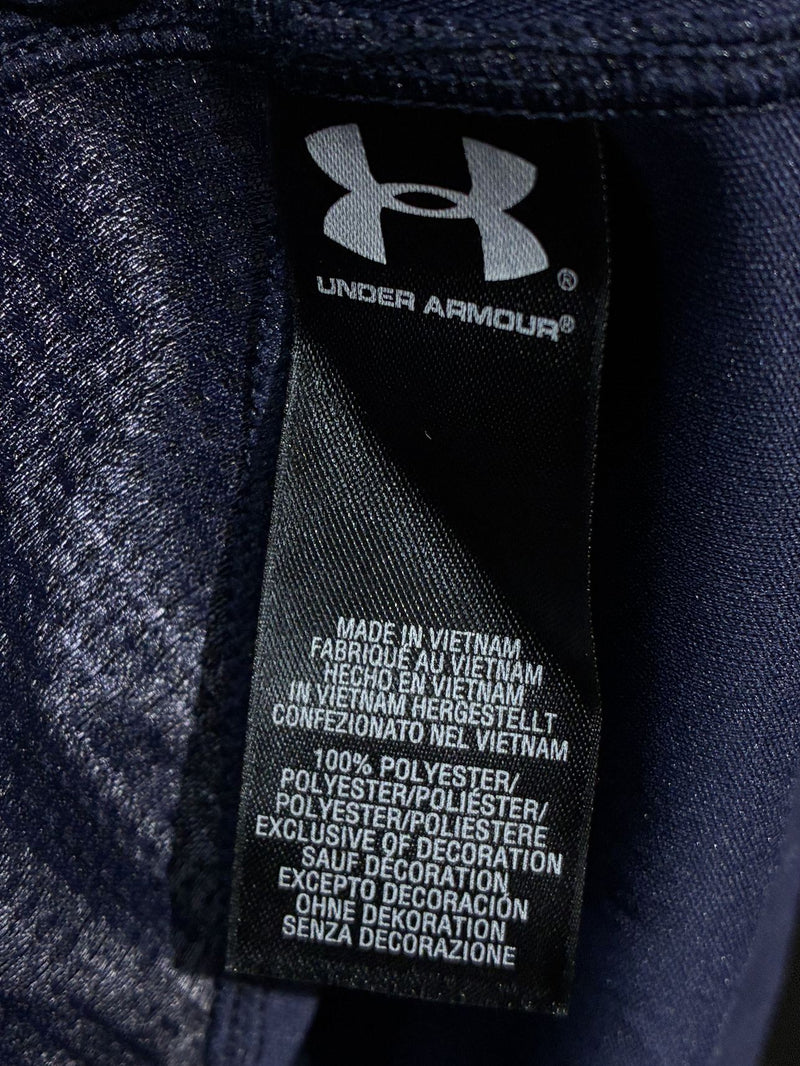 ®
UNDER ARMOUR®
MADE IN VIETNAM
FABRIQUÉ AU VIETNAM
HECHO EN VIETNAM
IN VIETNAM HERGESTELLT
CONFEZIONATO NEL VIETNAM
100% POLYESTER/
POLYESTER/POLIÉSTER/
POLYESTER/POLIESTERE
EXCLUSIVE OF DECORATION
SAUF DÉCORATION
EXCEPTO DECORACIÓN
OHNE DEKORATION
SENZA DECORAZIONE